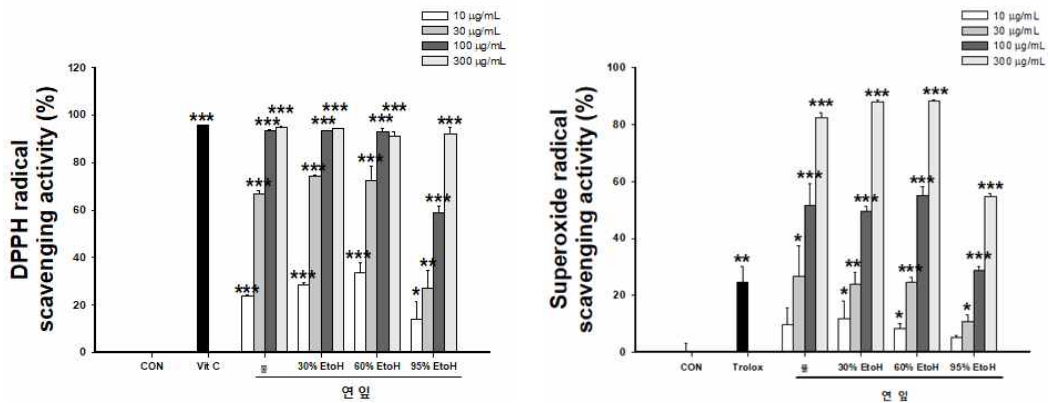 10 μg/mL
30 μg/mL
100 μg/mL
300 μg/mL
DPPH radical
scavenging activity (%)
120
100
80
60
40
20
0
***
***
***
***
***
***
***
***
***
***
***
***
***
*
**
***
***
CON
Vit C
물
30% EtoH
60% EtoH
95% EtoH
연 잎
10 μg/mL
30 μg/mL
100 μg/mL
300 μg/mL
Superoxide radical
scavenging activity (%)
100
80
60
40
20
0
**
*
***
***
*
**
***
***
*
***
***
***
*
***
***
CON
Trolox
물
30% EtoH
60% EtoH
95% EtoH
연 잎